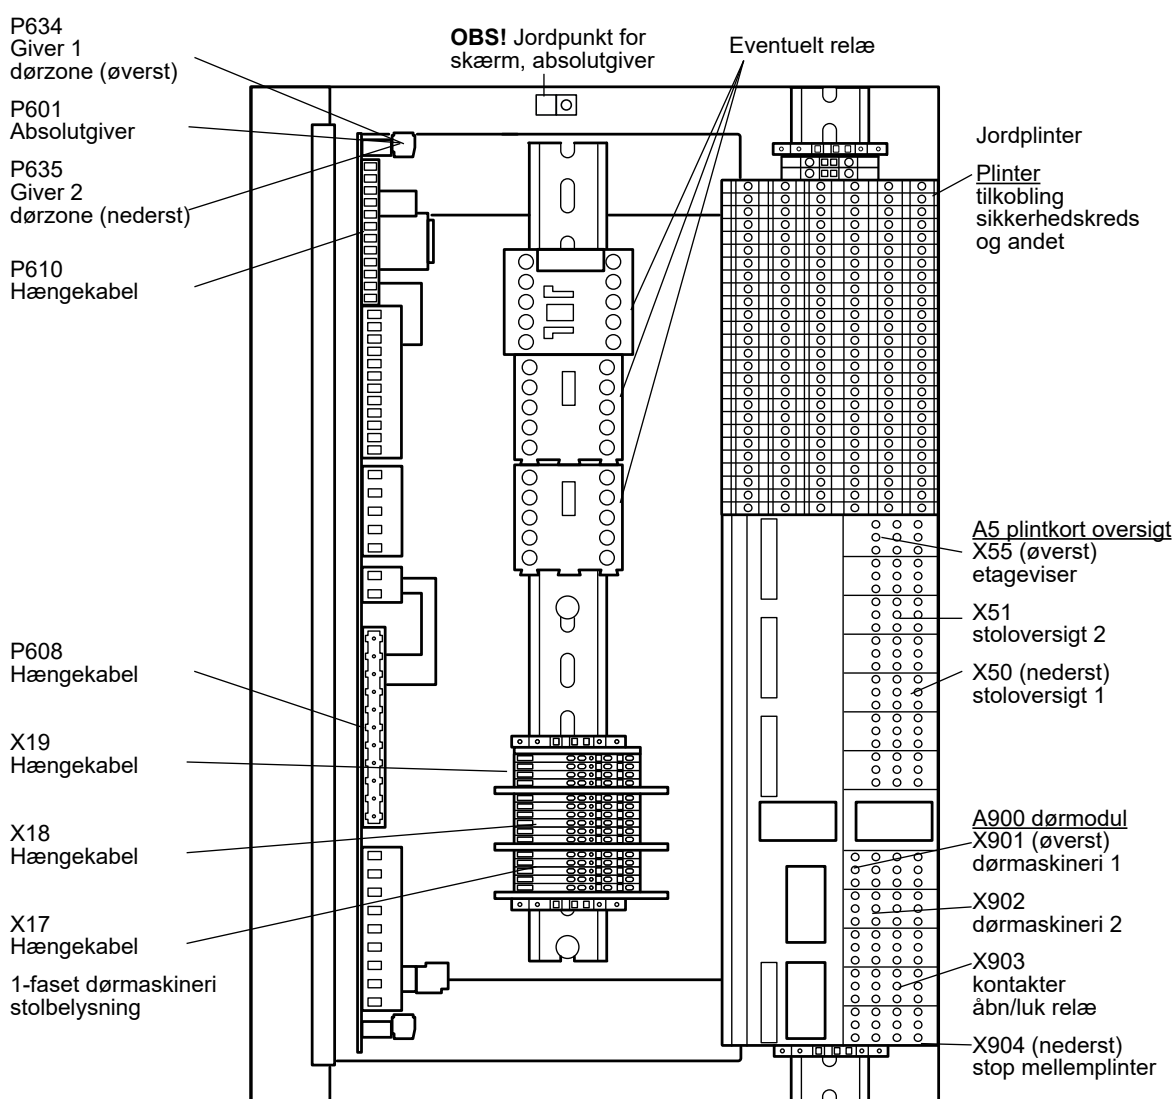 P634
Giver 1
dørzone (øverst)
P601
Absolutgiver
P635
Giver 2
dørzone (nederst)
P610
Hængekabel
P608
Hængekabel
X19
Hængekabel
X18
Hængekabel
X17
Hængekabel
1-faset dørmaskineri
stolbelysning
OBS! Jordpunkt for
skærm, absolutgiver
Eventuelt relæ
Jordplinter
Plinter
tilkobling
sikkerhedskreds
og andet
A5 plintkort oversigt
X55 (øverst)
etageviser
X51
stoloversigt 2
X50 (nederst)
stoloversigt 1
A900 dørmodul
X901 (øverst)
dørmaskineri 1
X902
dørmaskineri 2
X903
kontakter
åbn/luk relæ
X904 (nederst)
stop mellemplinter